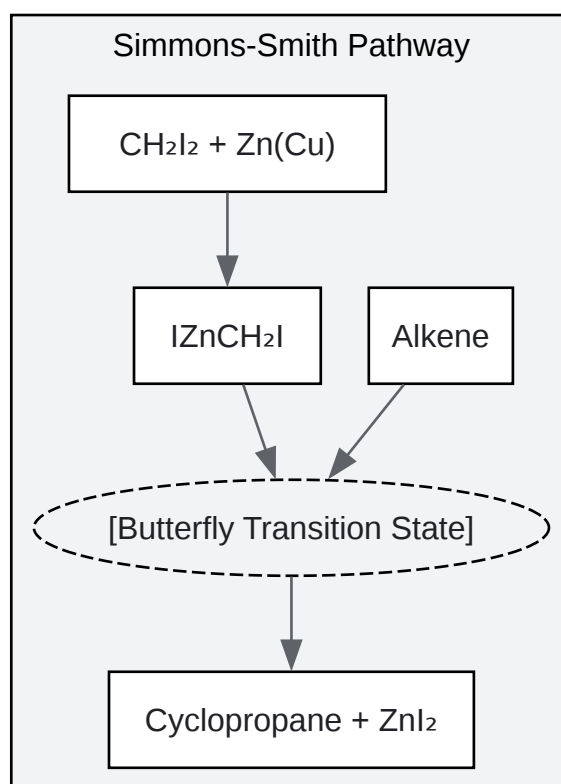 Simmons-Smith Pathway
CH₂I₂ + Zn(Cu)
IZnCH₂I
Alkene
[Butterfly Transition State]
Cyclopropane + ZnI₂